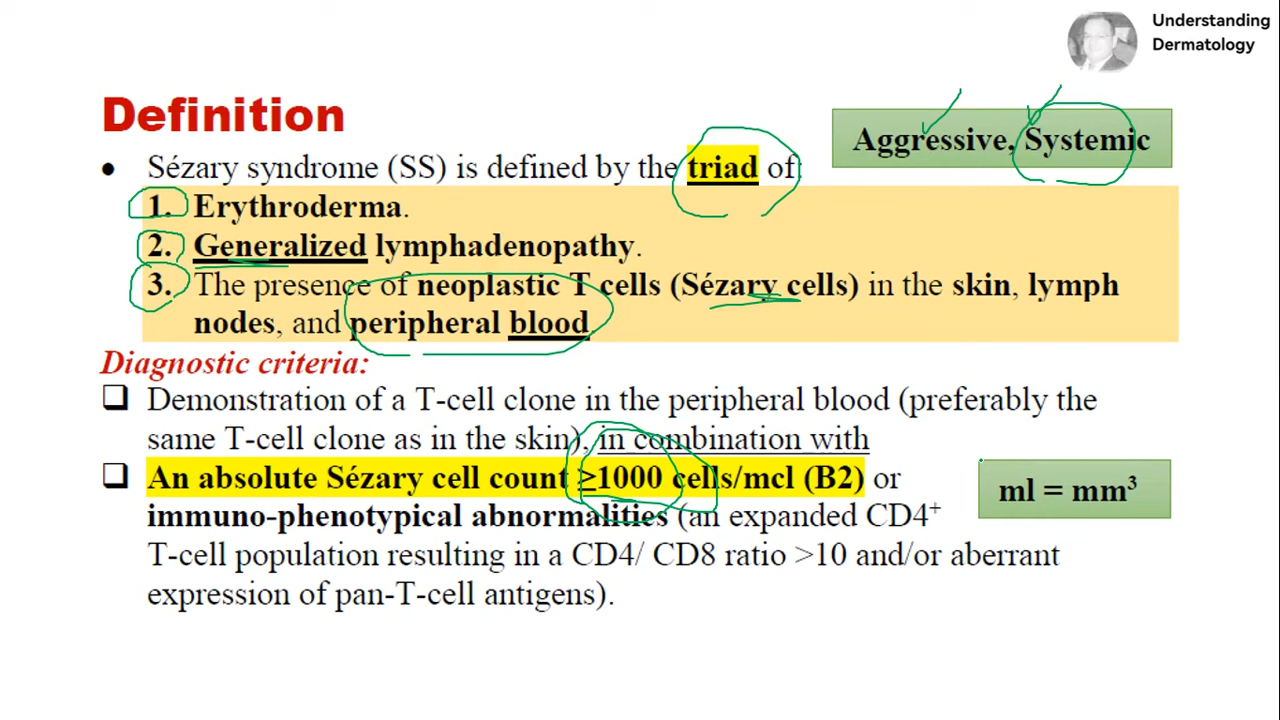 Understanding
Dermatology
Definition
Aggressive, Systemic
• Sézary syndrome (SS) is defined by the triad of:
1. Erythroderma.
2. Generalized lymphadenopathy.
3. The presence of neoplastic T cells (Sézary cells) in the skin, lymph
nodes, and peripheral blood.
Diagnostic criteria:
❑ Demonstration of a T-cell clone in the peripheral blood (preferably the
same T-cell clone as in the skin), in combination with
❑ An absolute Sézary cell count ≥1000 cells/mcl (B2) or
immuno-phenotypical abnormalities (an expanded CD4⁺
T-cell population resulting in a CD4/ CD8 ratio >10 and/or aberrant
expression of pan-T-cell antigens).
ml = mm³